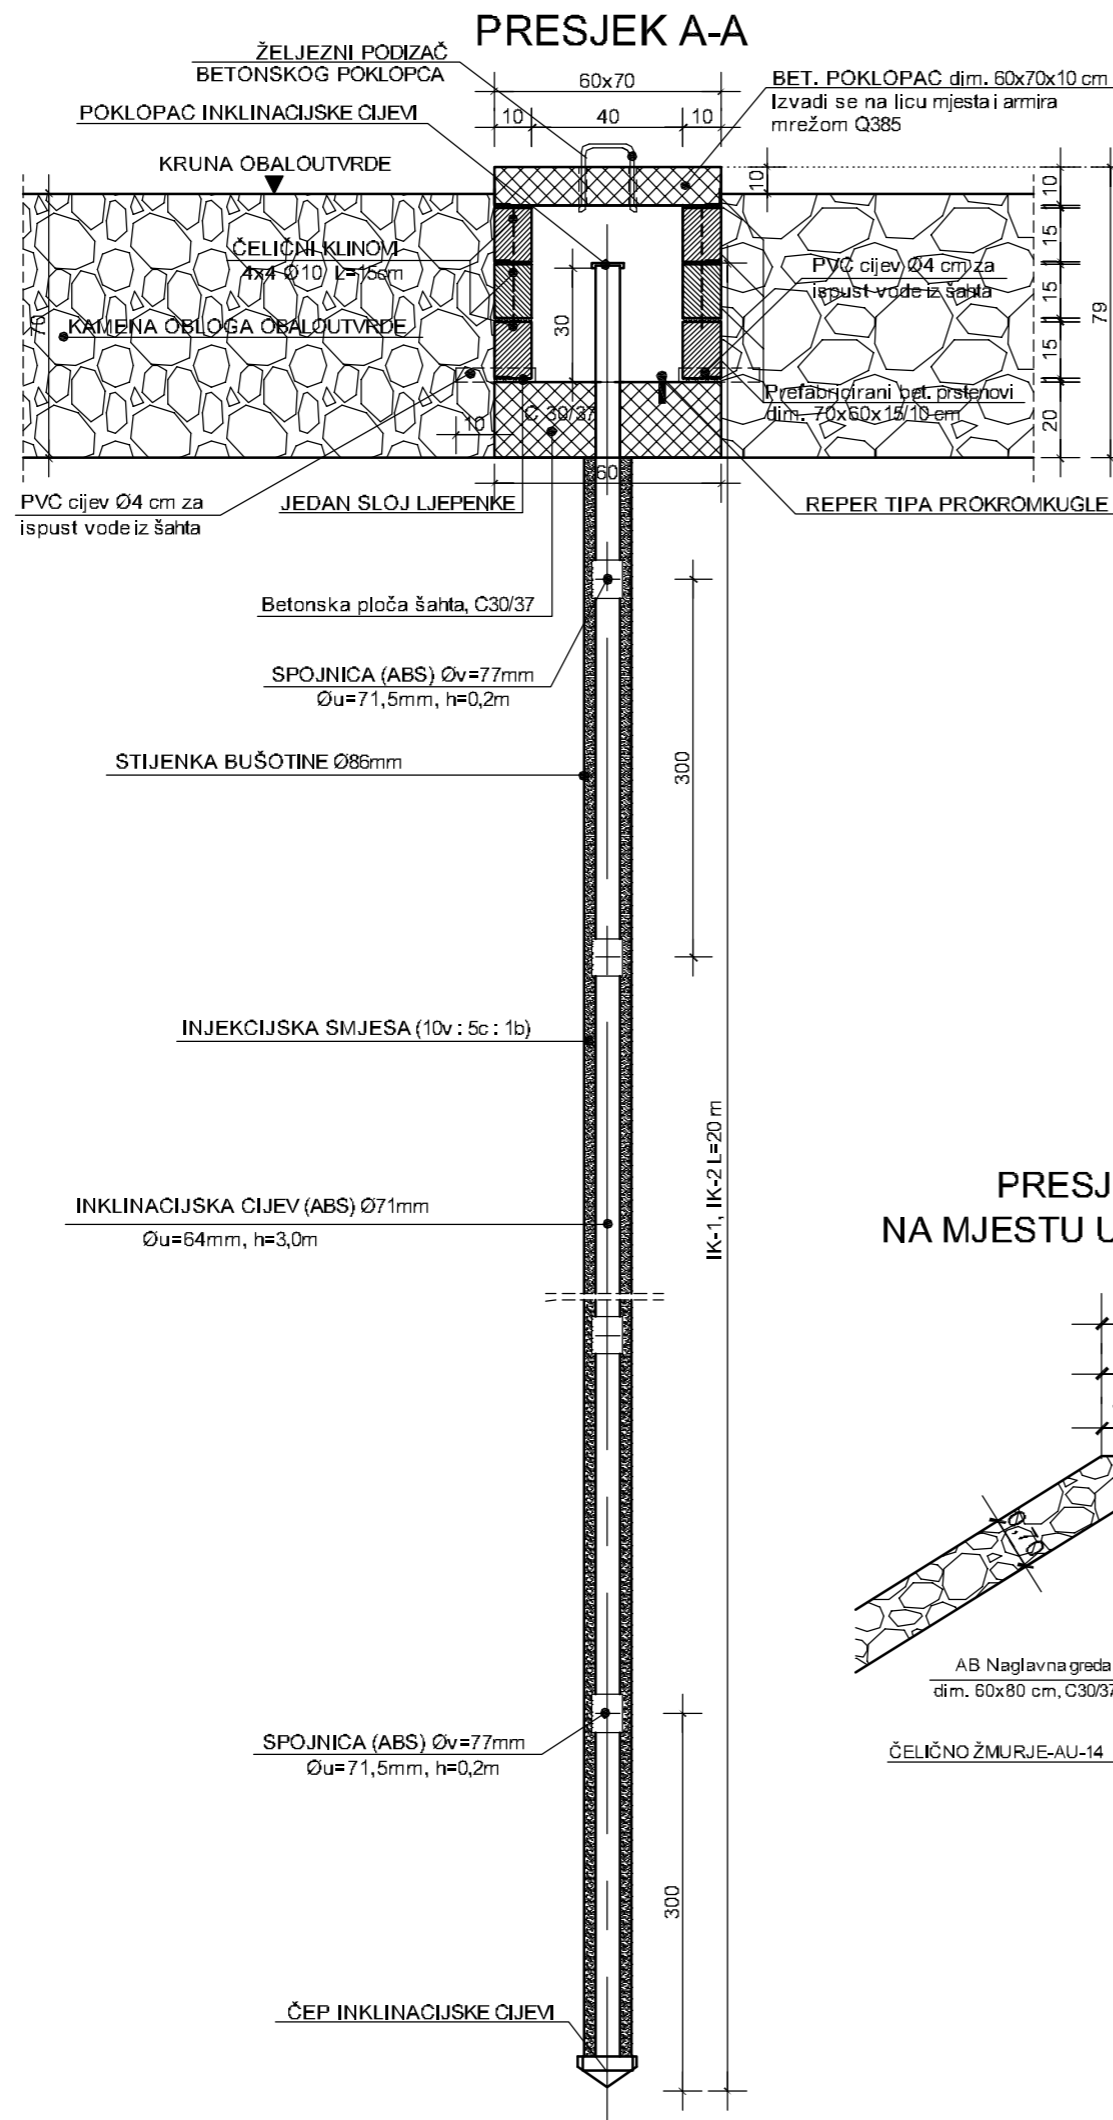 PRESJEK A-A
ŽELJEZNI PODIZAČ
BETONSKOG POKLOPCA
60x70
BET. POKLOPAC dim. 60x70x10 cm
Izvadi se na licu mjesta i armira
mrežom Q385
POKLOPAC INKLINACIJSKE CIJEVI
10
40
10
KRUNA OBALOUTVRDE
10
10
ČELIČNI KLINOVI
4x4 Ø10 L=15cm
15
PVC cijev Ø4 cm za
ispust vode iz šahta
15
79
70
KAMENA OBLOGA OBALOUTVRDE
30
15
Prefabricirani bet. prstenovi
dim. 70x60x15/10 cm
C 30/37
10
20
60
PVC cijev Ø4 cm za
ispust vode iz šahta
JEDAN SLOJ LJEPENKE
REPER TIPA PROKROMKUGLE
Betonska ploča šahta, C30/37
SPOJNICA (ABS) Øv=77mm
Øu=71,5mm, h=0,2m
STIJENKA BUŠOTINE Ø86mm
300
INJEKCIJSKA SMJESA (10v : 5c : 1b)
IK-1, IK-2 L=20 m
INKLINACIJSKA CIJEV (ABS) Ø71mm
Øu=64mm, h=3,0m
PRESJ
NA MJESTU U
AB Naglavna greda
dim. 60x80 cm, C30/37
ČELIČNO ŽMURJE-AU-14
SPOJNICA (ABS) Øv=77mm
Øu=71,5mm, h=0,2m
300
ČEP INKLINACIJSKE CIJEVI